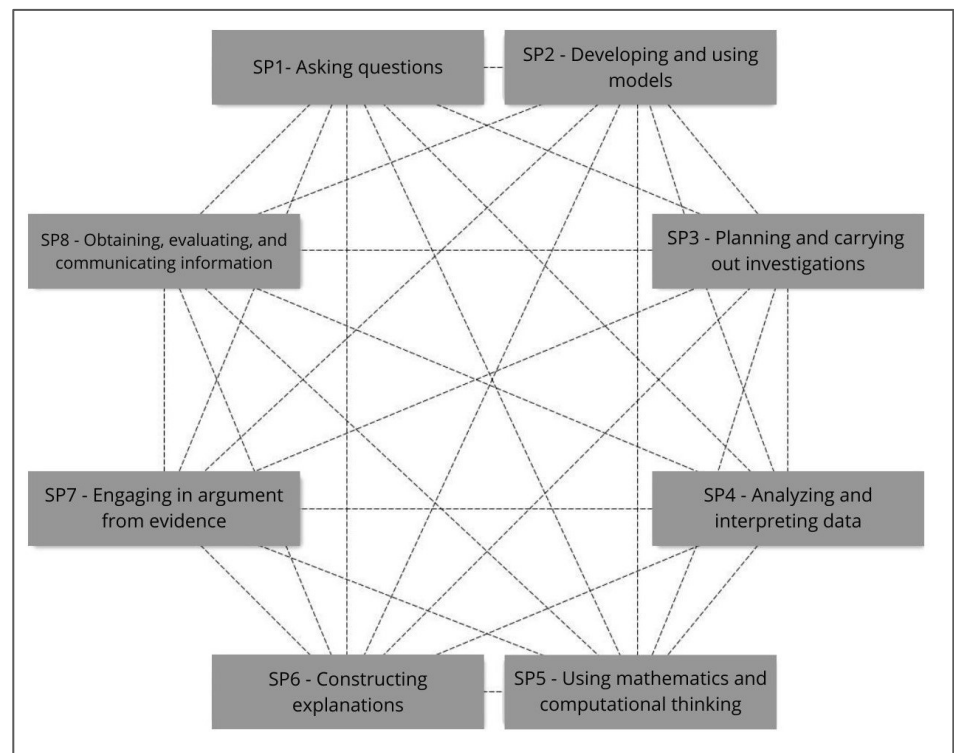 SP1- Asking questions
SP2 - Developing and using
models
SP8 - Obtaining, evaluating, and
communicating information
SP3 - Planning and carrying
out investigations
SP7 - Engaging in argument
from evidence
SP4 - Analyzing and
interpreting data
SP6 - Constructing
explanations
SP5 - Using mathematics and
computational thinking